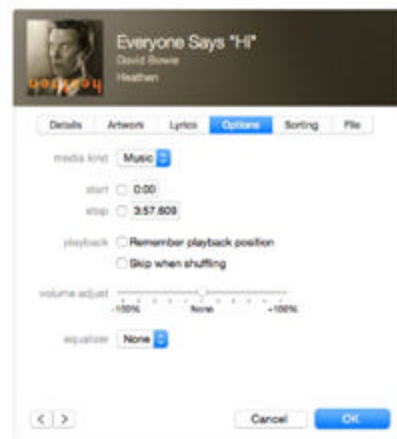 Everyone Says "Hi"
David Bowie
Heathen
heathen
Details Artwork Lyrics Options Sorting File
media kind Music
start 0:00
stop 3:57.609
playback Remember playback position
Skip when shuffling
volume adjust
-100% None +100%
equalizer None
< >
Cancel OK